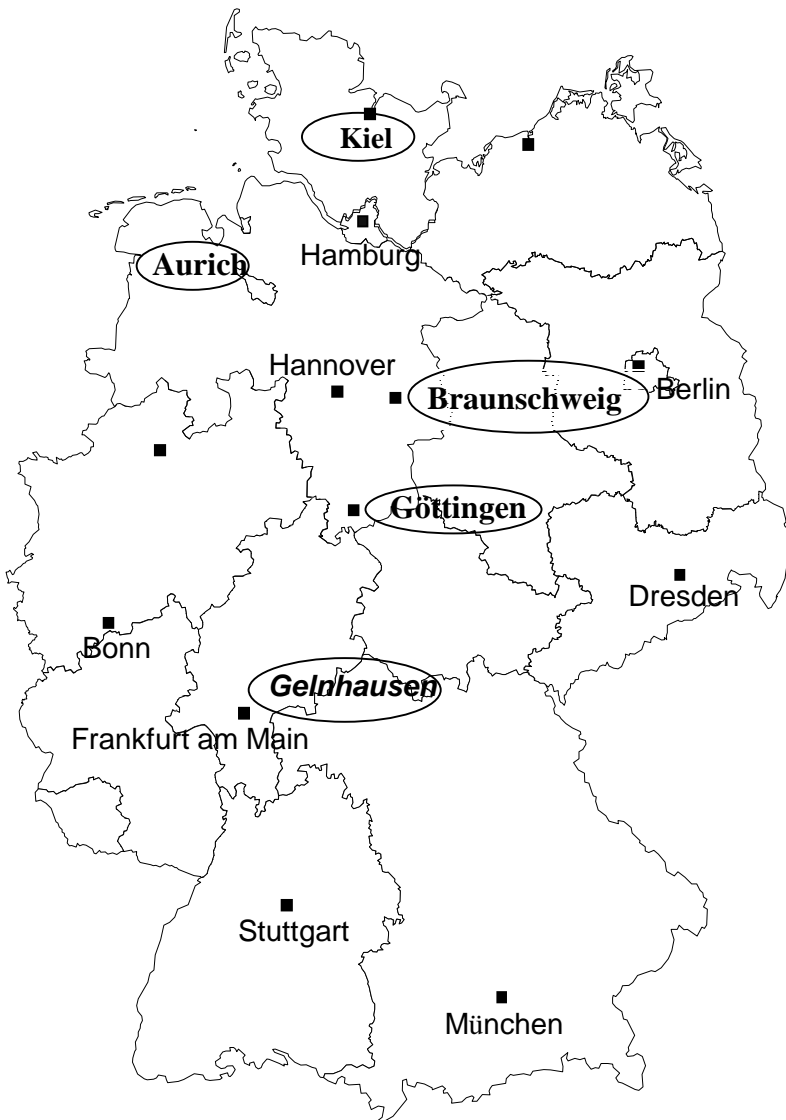 Kiel
Hamburg
Aurich
Hannover
Braunschweig
Berlin
Göttingen
Dresden
Bonn
Gelnhausen
Frankfurt am Main
Stuttgart
München